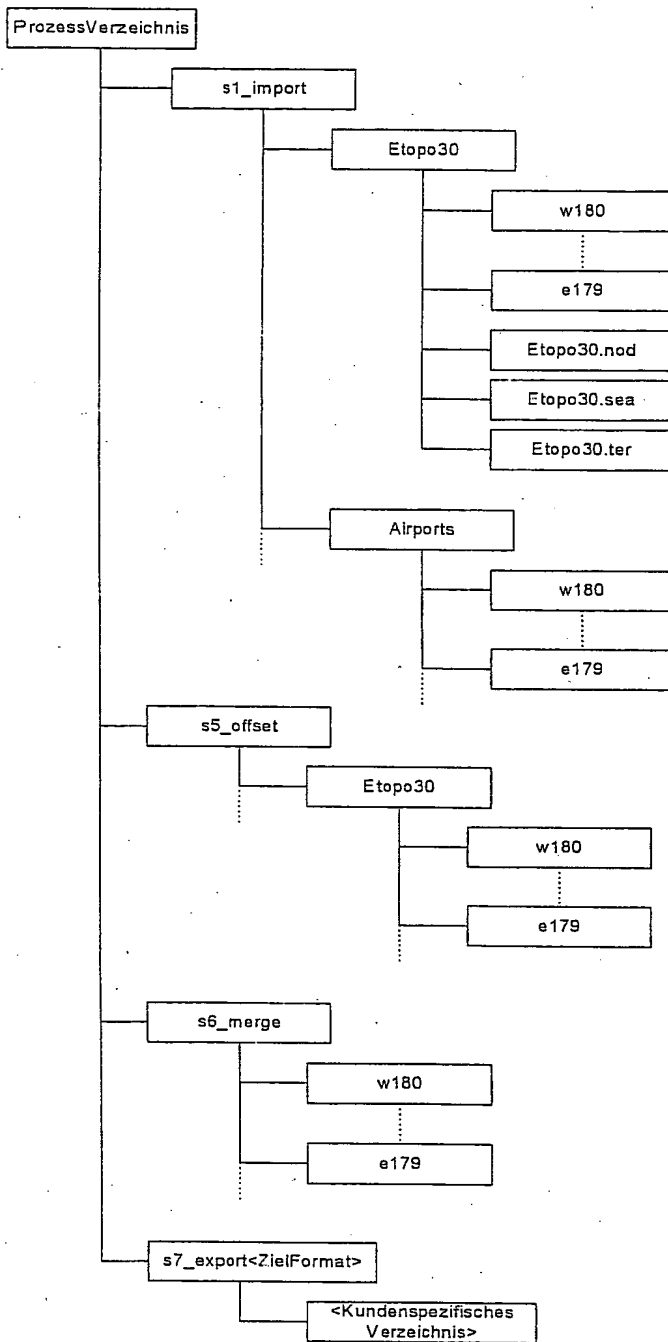 ProzessVerzeichnis
s1_import
Etopo30
w180
e179
Etopo30.nod
Etopo30.sea
Etopo30.ter
Airports
w180
e179
s5_offset
Etopo30
w180
e179
s6_merge
w180
e179
s7_export<ZielFormat>
<Kundenspezifisches
Verzeichnis>